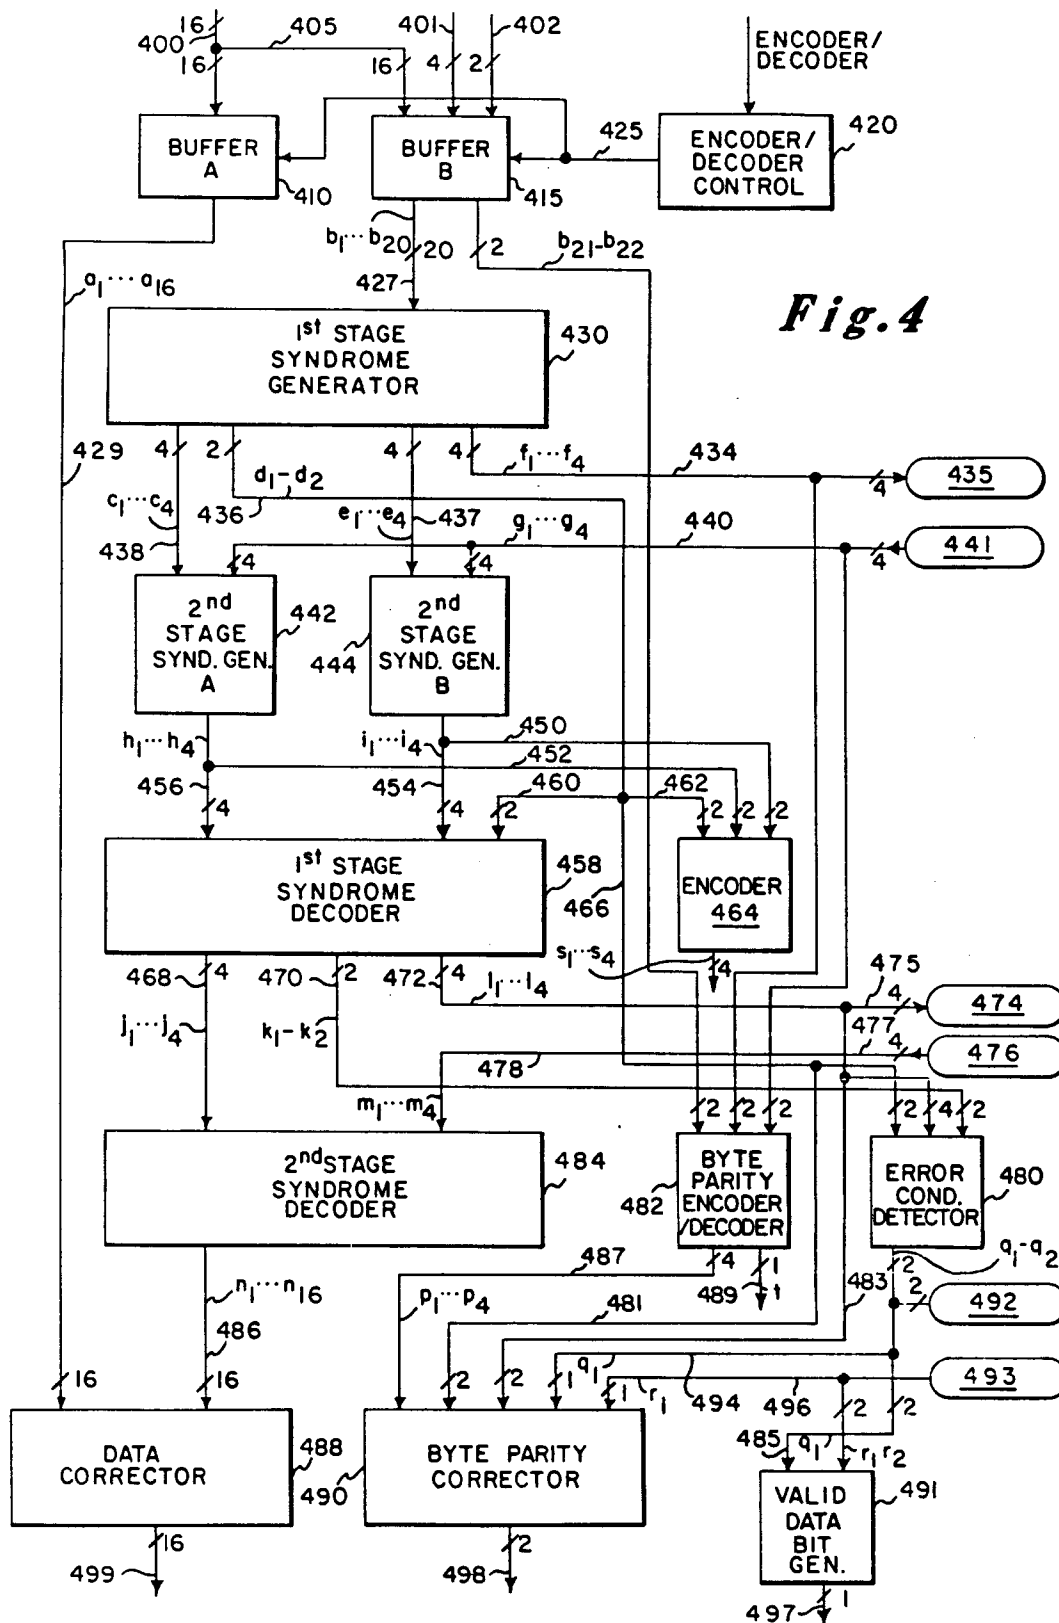 16
400
16
405
16
401
4
402
2
ENCODER/
DECODER
BUFFER
A
410
BUFFER
B
415
425
ENCODER/
DECODER
CONTROL
420
b1···b20
20
2
b21-b22
427
a1···a16
Fig.4
1st STAGE
SYNDROME
GENERATOR
430
429
4
2
4
4
f1···f4
434
4
435
d1-d2
c1···c4
436
e1···e4
437
g1···g4
440
438
4
4
4
441
2nd
STAGE
SYND. GEN.
A
442
444
2nd
STAGE
SYND. GEN.
B
h1···h4
i1···i4
450
452
456
454
460
462
4
4
2
2
2
2
1st STAGE
SYNDROME
DECODER
458
466
ENCODER
464
s1···s4
4
468
4
470
2
472
4
l1···l4
475
4
474
j1···j4
k1-k2
477
4
476
478
m1···m4
2
2
2
2
4
2
2nd STAGE
SYNDROME
DECODER
484
482
BYTE
PARITY
ENCODER
/DECODER
ERROR
COND.
DETECTOR
480
487
4
1
489
t
q1-q2
2
483
2
492
n1···n16
p1···p4
481
486
q1
r1
494
496
493
16
16
2
2
1
1
2
2
485
q1
r1 r2
DATA
CORRECTOR
488
490
BYTE PARITY
CORRECTOR
VALID
DATA
BIT
GEN.
491
16
499
2
498
1
497